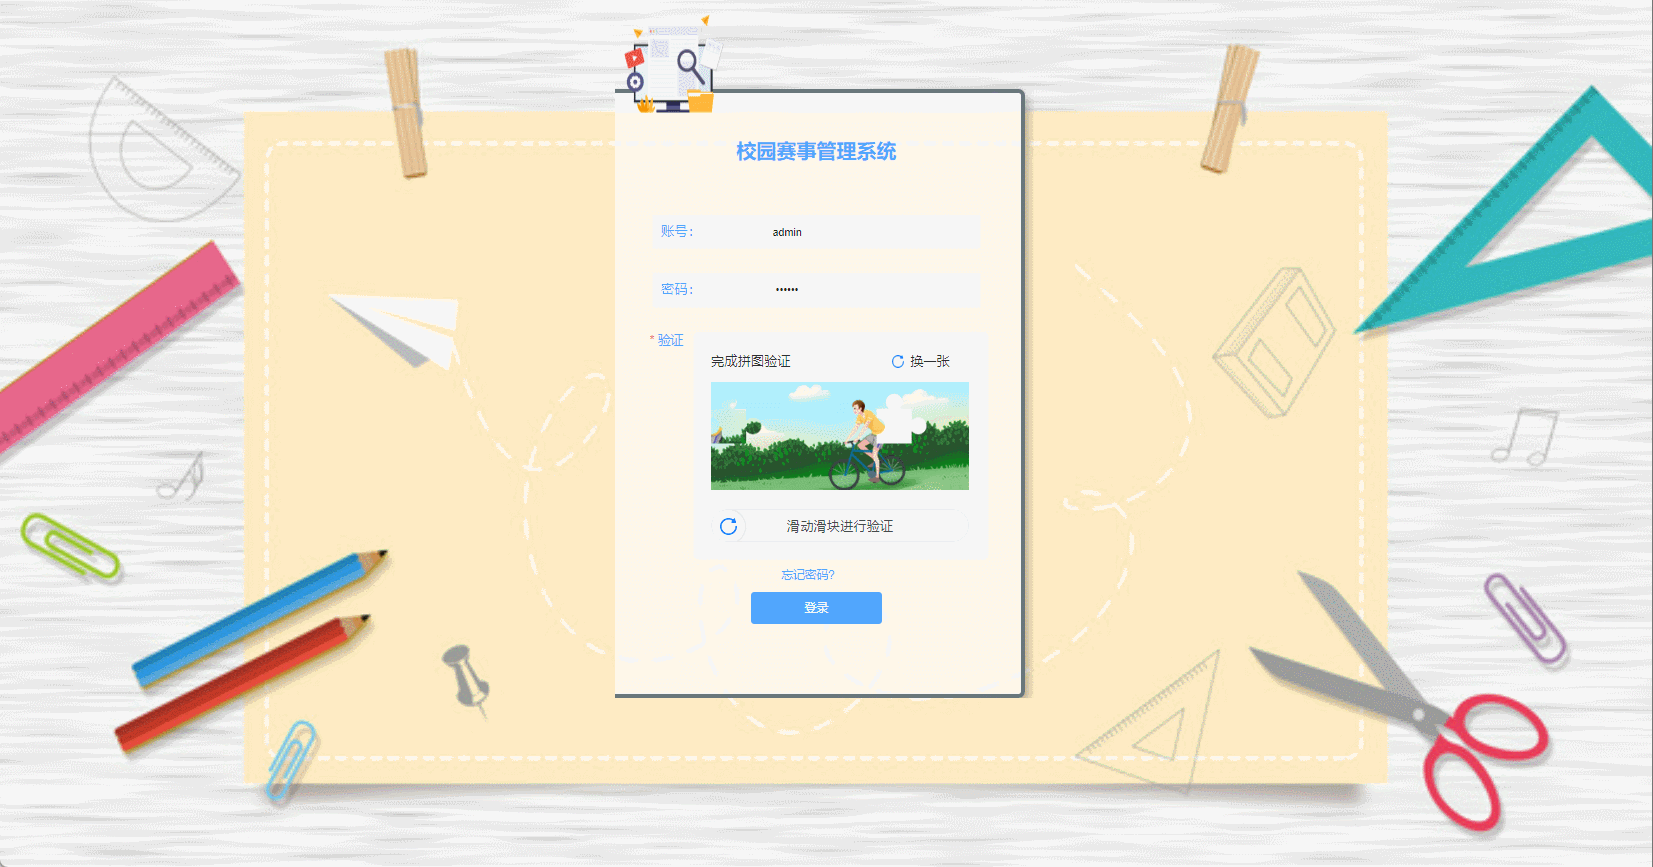 校园赛事管理系统
账号：
admin
密码：
••••••
* 验证
完成拼图验证
换一张
滑动滑块进行验证
忘记密码?
登录